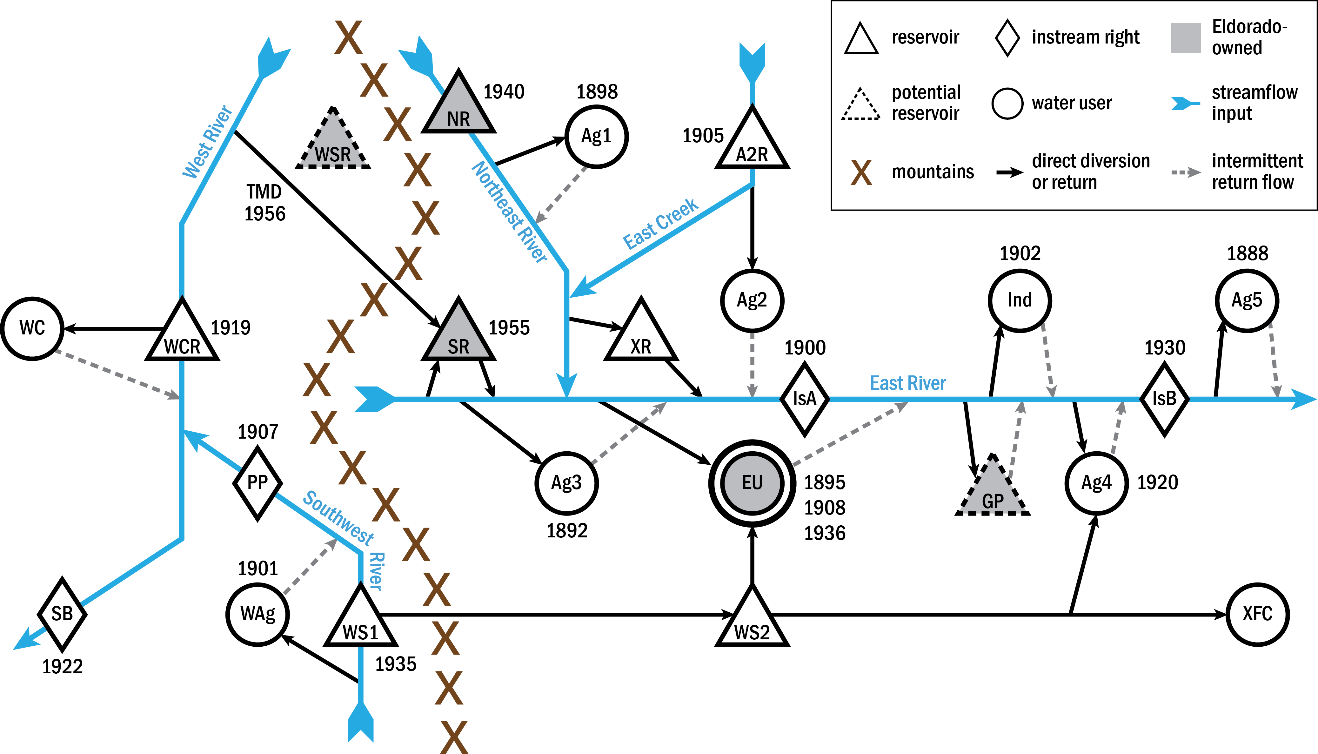 reservoir
instream right
Eldorado-
owned
potential
reservoir
water user
streamflow
input
mountains
direct diversion
or return
intermittent
return flow
West River
WSR
NR
1940
1898
Ag1
1905
A2R
TMD
1956
Northeast River
East Creek
WC
WCR
1919
SR
1955
XR
Ag2
1902
Ind
1888
Ag5
1900
IsA
East River
1930
IsB
1907
PP
Southwest
River
Ag3
1892
EU
1895
1908
1936
GP
Ag4
1920
1901
WAg
SB
1922
WS1
1935
WS2
XFC